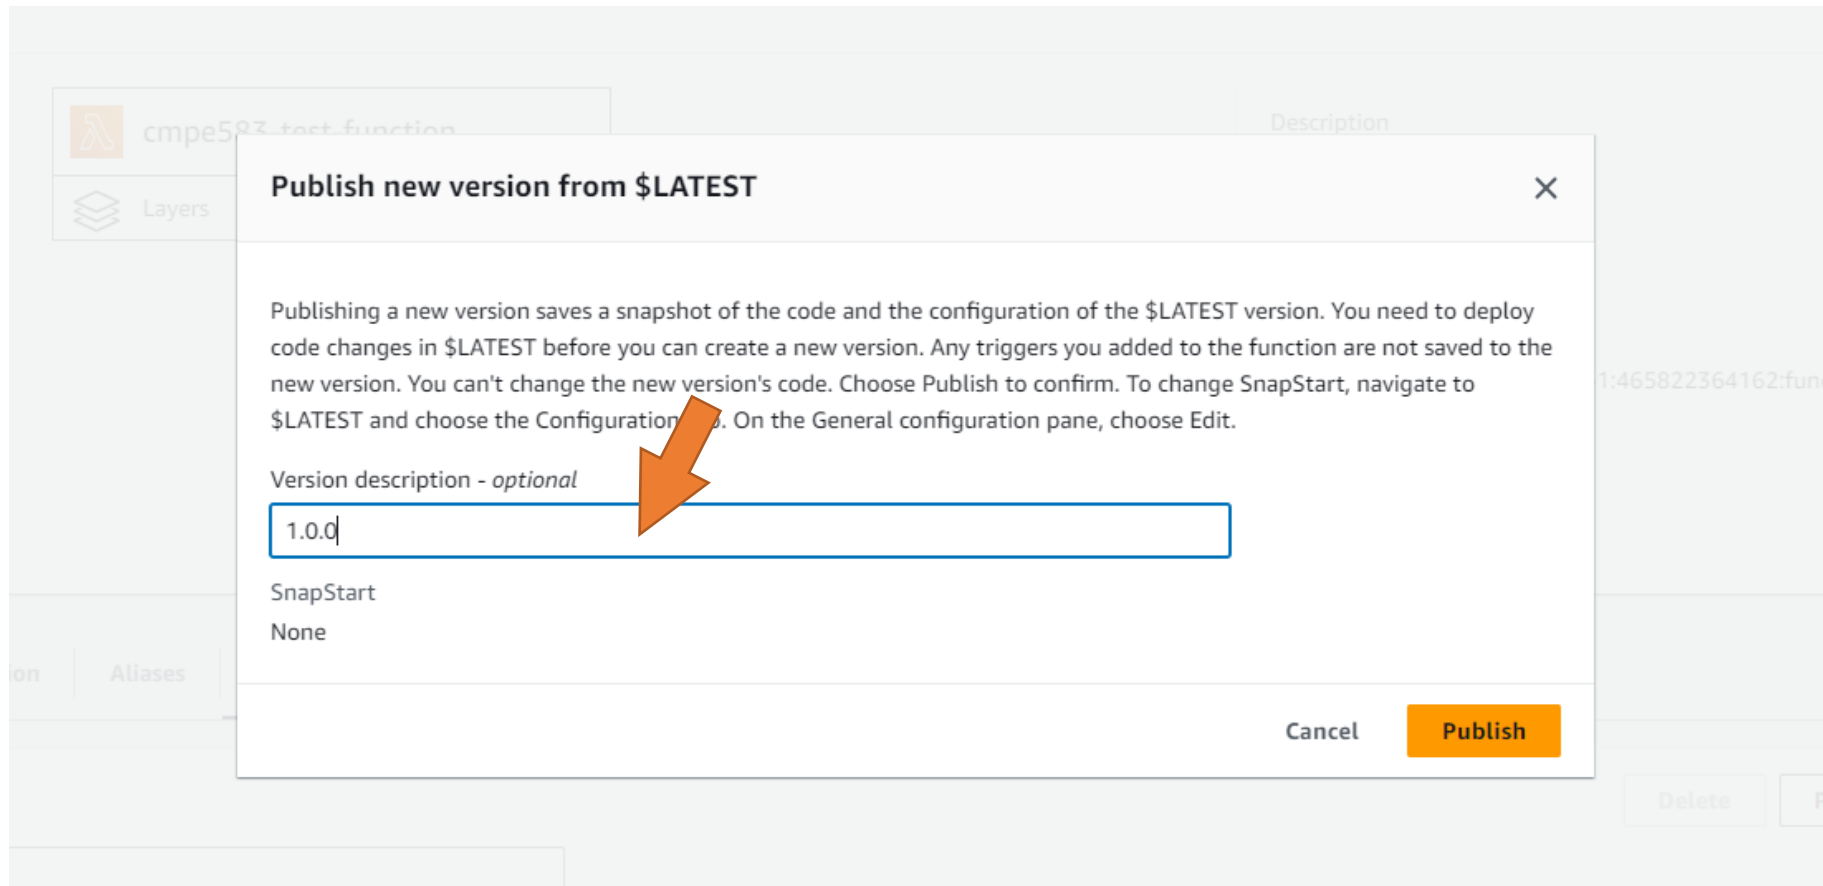 Description
cmpe583-test-function
Publish new version from $LATEST
Layers
Publishing a new version saves a snapshot of the code and the configuration of the $LATEST version. You need to deploy
code changes in $LATEST before you can create a new version. Any triggers you added to the function are not saved to the
new version. You can't change the new version's code. Choose Publish to confirm. To change SnapStart, navigate to
1:465822364162:fun
$LATEST and choose the Configuration . On the General configuration pane, choose Edit.
Version description - optional
1.0.0
SnapStart
None
on
Aliases
Cancel
Publish
Delete